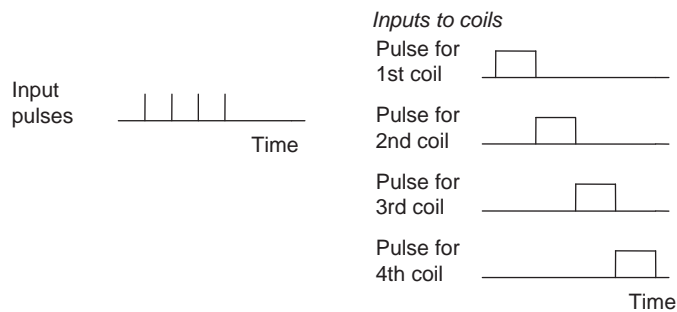 Input
pulses
Time
Inputs to coils
Pulse for
1st coil
Pulse for
2nd coil
Pulse for
3rd coil
Pulse for
4th coil
Time